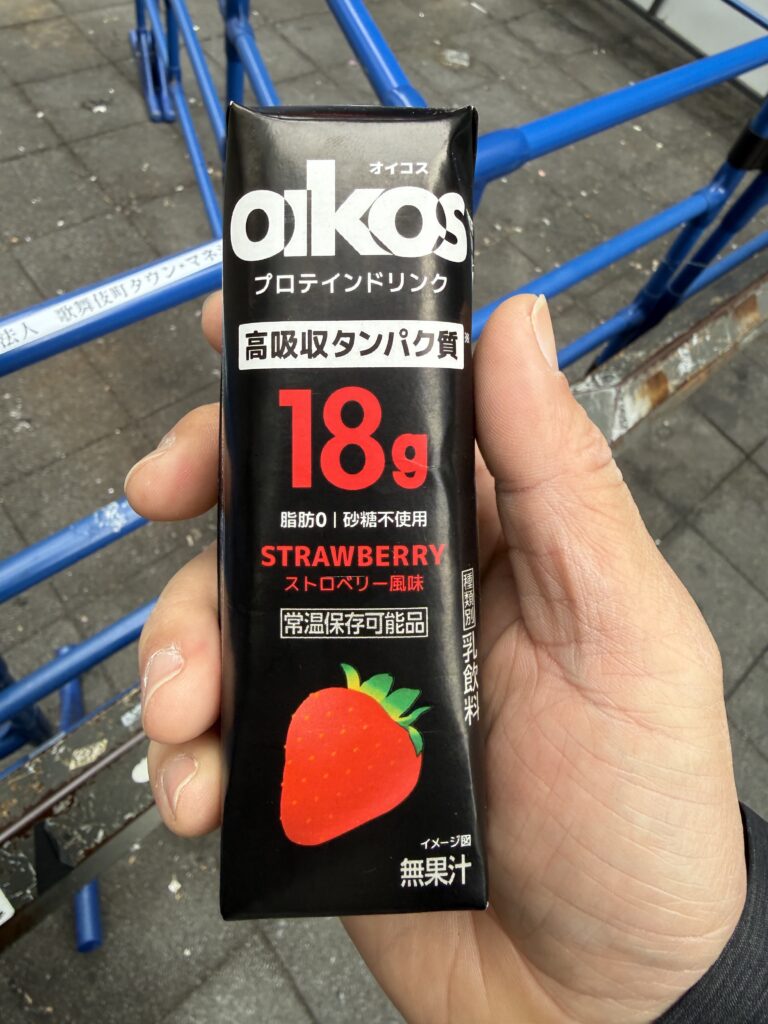 オイコス
oikos
プロテインドリンク
高吸収タンパク質
18g
脂肪0 | 砂糖不使用
STRAWBERRY
ストロベリー風味
常温保存可能品
種類別
乳飲料
イメージ図
無果汁
法人 歌舞伎町タウン・マネ